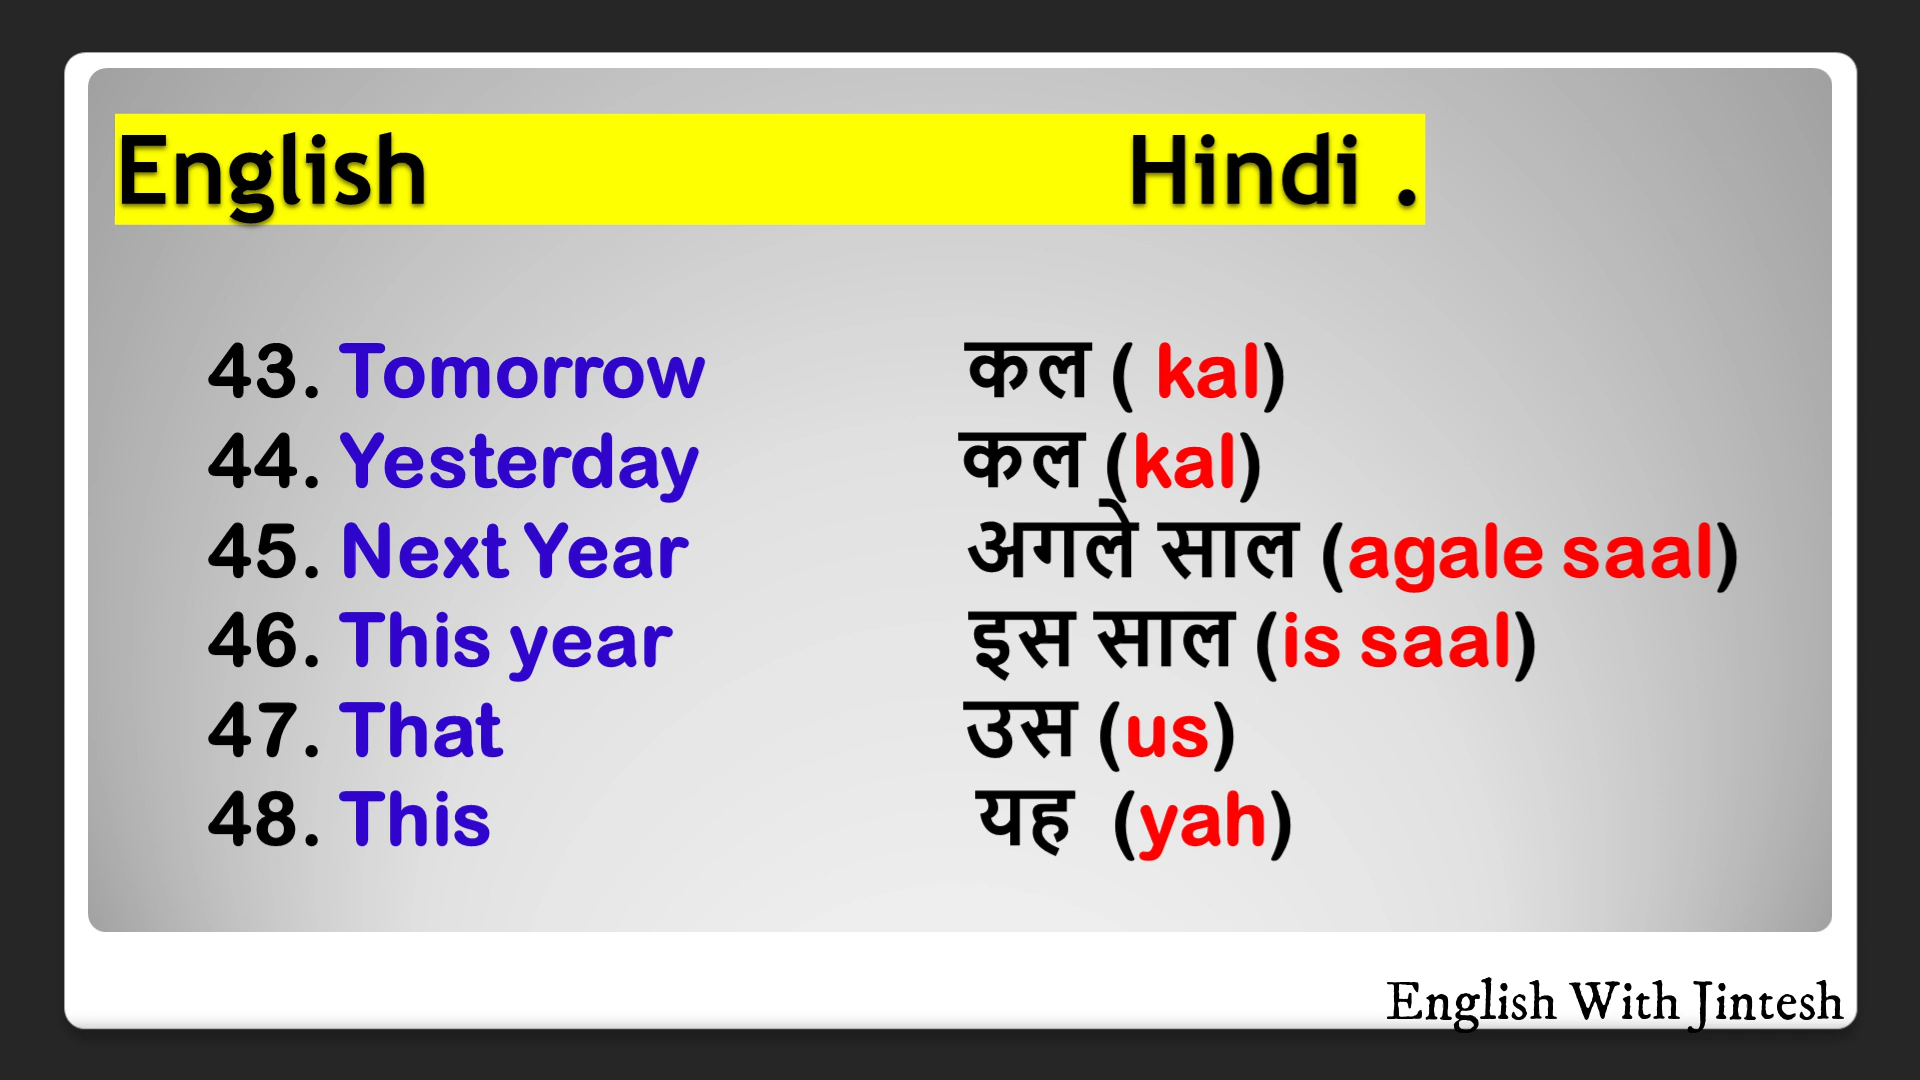 English Hindi .
43. Tomorrow कल ( kal)
44. Yesterday कल (kal)
45. Next Year अगले साल (agale saal)
46. This year इस साल (is saal)
47. That उस (us)
48. This यह (yah)
English With Jintesh